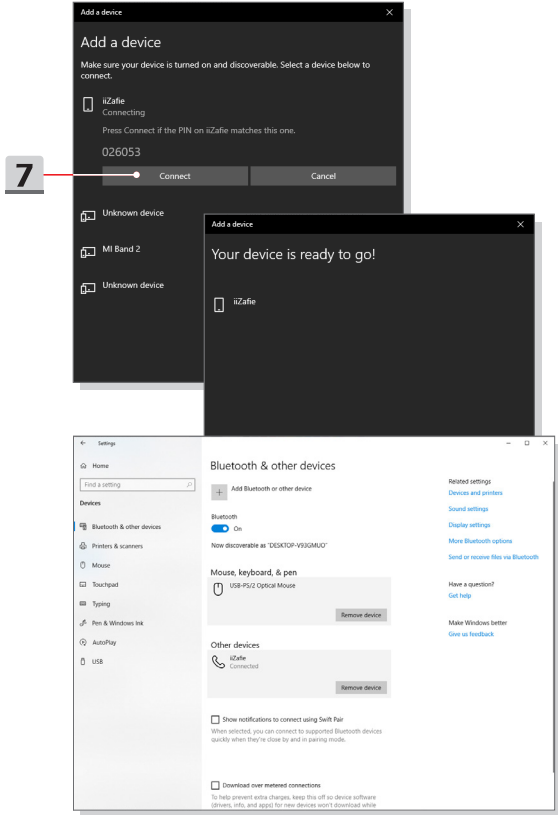 Add a device
Add a device
Make sure your device is turned on and discoverable. Select a device below to
connect.
iiZafie
Connecting
Press Connect if the PIN on iiZafie matches this one.
026053
7
Connect
Cancel
Unknown device
MI Band 2
Unknown device
Add a device
Your device is ready to go!
iiZafie
Settings
Home
Find a setting
Devices
Bluetooth & other devices
Printers & scanners
Mouse
Touchpad
Typing
Pen & Windows Ink
AutoPlay
USB
Bluetooth & other devices
Add Bluetooth or other device
Bluetooth
On
Now discoverable as "DESKTOP-V93GMUO"
Mouse, keyboard, & pen
USB-PS/2 Optical Mouse
Remove device
Other devices
iiZafie
Connected
Remove device
Show notifications to connect using Swift Pair
When selected, you can connect to supported Bluetooth devices
quickly when they're close by and in pairing mode.
Download over metered connections
To help prevent extra charges, keep this off so device software
(drivers, info, and apps) for new devices won't download while
Related settings
Devices and printers
Sound settings
Display settings
More Bluetooth options
Send or receive files via Bluetooth
Have a question?
Get help
Make Windows better
Give us feedback